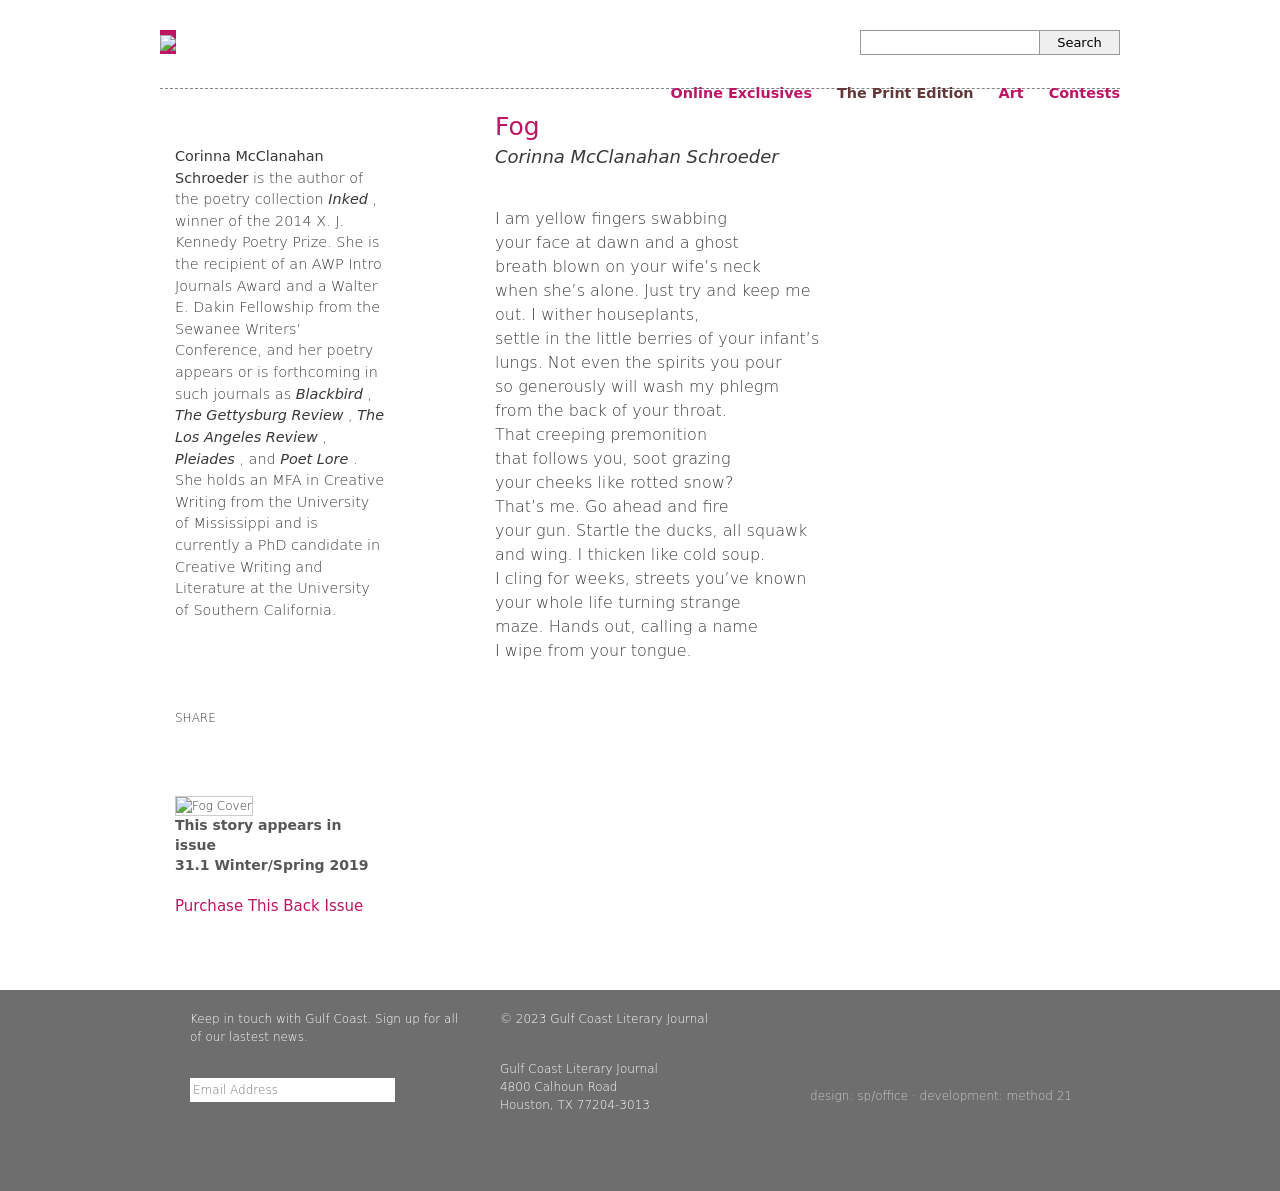 Search
Online Exclusives
The Print Edition
Art
Contests
Fog
Corinna McClanahan Schroeder
Corinna McClanahan
Schroeder is the author of
the poetry collection Inked ,
winner of the 2014 X. J.
Kennedy Poetry Prize. She is
the recipient of an AWP Intro
Journals Award and a Walter
E. Dakin Fellowship from the
Sewanee Writers'
Conference, and her poetry
appears or is forthcoming in
such journals as Blackbird ,
The Gettysburg Review , The
Los Angeles Review ,
Pleiades , and Poet Lore .
She holds an MFA in Creative
Writing from the University
of Mississippi and is
currently a PhD candidate in
Creative Writing and
Literature at the University
of Southern California.
I am yellow fingers swabbing
your face at dawn and a ghost
breath blown on your wife’s neck
when she’s alone. Just try and keep me
out. I wither houseplants,
settle in the little berries of your infant’s
lungs. Not even the spirits you pour
so generously will wash my phlegm
from the back of your throat.
That creeping premonition
that follows you, soot grazing
your cheeks like rotted snow?
That’s me. Go ahead and fire
your gun. Startle the ducks, all squawk
and wing. I thicken like cold soup.
I cling for weeks, streets you’ve known
your whole life turning strange
maze. Hands out, calling a name
I wipe from your tongue.
SHARE
Fog Cover
This story appears in
issue
31.1 Winter/Spring 2019
Purchase This Back Issue
Keep in touch with Gulf Coast. Sign up for all
of our lastest news.
Email Address
© 2023 Gulf Coast Literary Journal
Gulf Coast Literary Journal
4800 Calhoun Road
Houston, TX 77204-3013
design: sp/office · development: method 21